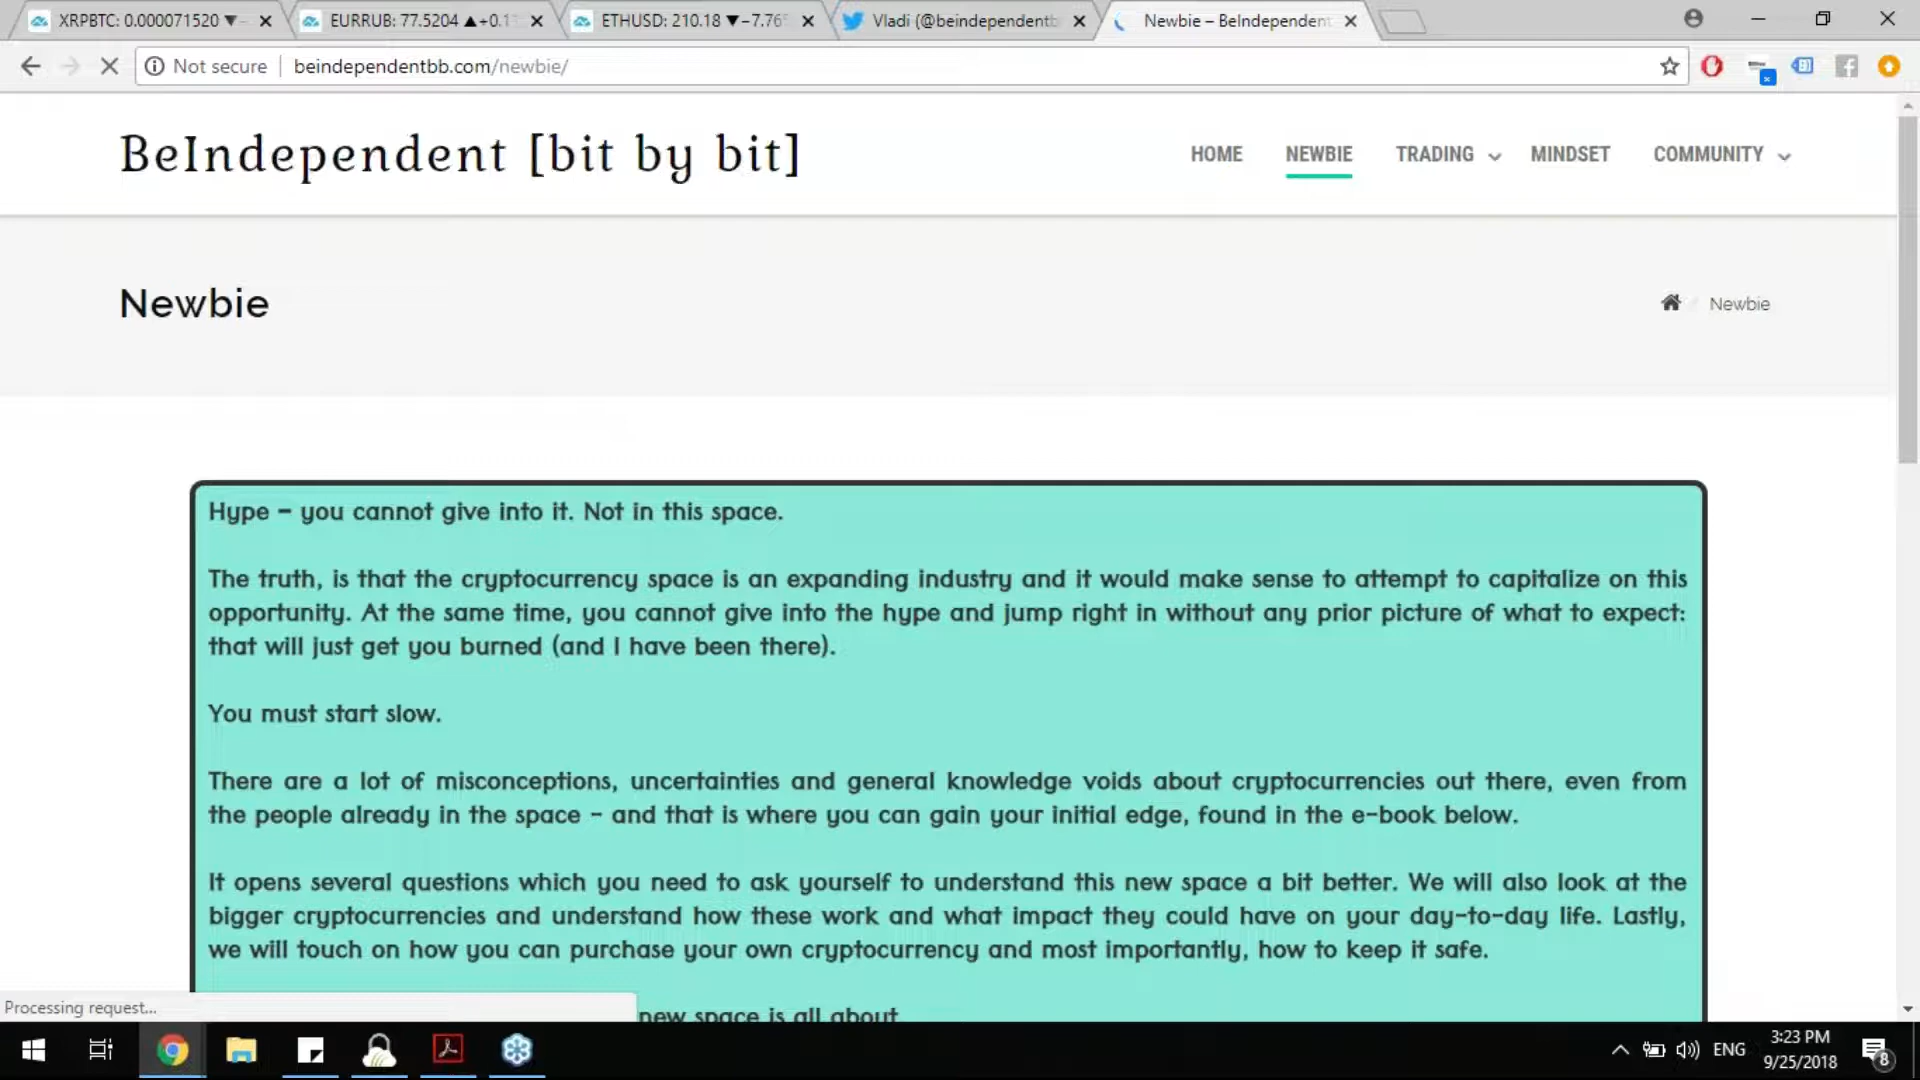 XRPBTC: 0.000071520 ▼
EURRUB: 77.5204 ▲+0.1
ETHUSD: 210.18 ▼−7.76
Vladi (@beindependentb
Newbie – BeIndependent
Not secure
beindependentbb.com/newbie/
BeIndependent [bit by bit]
HOME NEWBIE TRADING MINDSET COMMUNITY
Newbie
Newbie
Hype – you cannot give into it. Not in this space.
The truth, is that the cryptocurrency space is an expanding industry and it would make sense to attempt to capitalize on this
opportunity. At the same time, you cannot give into the hype and jump right in without any prior picture of what to expect:
that will just get you burned (and I have been there).
You must start slow.
There are a lot of misconceptions, uncertainties and general knowledge voids about cryptocurrencies out there, even from
the people already in the space - and that is where you can gain your initial edge, found in the e-book below.
It opens several questions which you need to ask yourself to understand this new space a bit better. We will also look at the
bigger cryptocurrencies and understand how these work and what impact they could have on your day-to-day life. Lastly,
we will touch on how you can purchase your own cryptocurrency and most importantly, how to keep it safe.
new space is all about
Processing request...
ENG
3:23 PM
9/25/2018
8